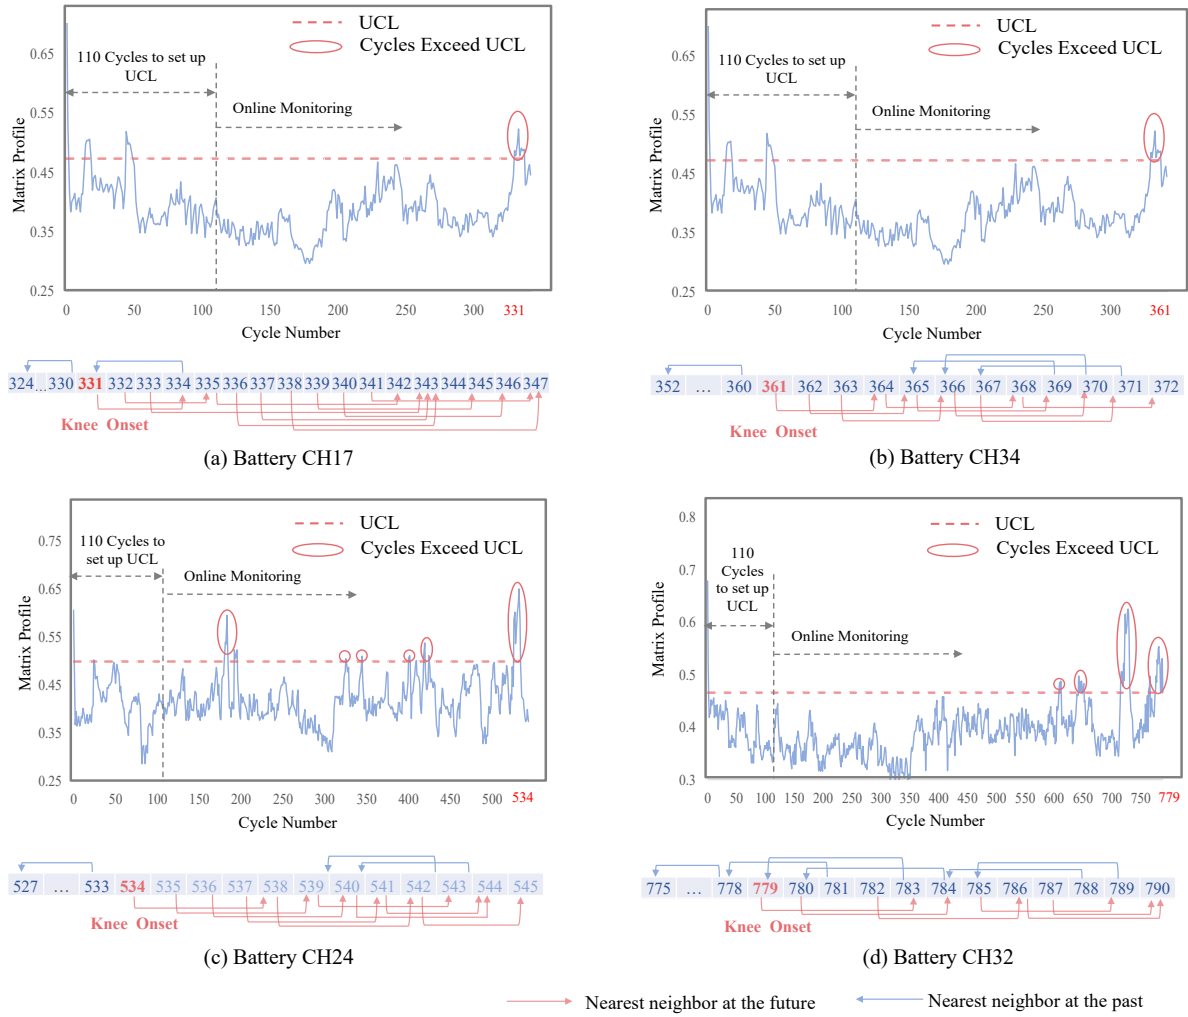 UCL
Cycles Exceed UCL
110 Cycles to set up
UCL
Online Monitoring
Matrix Profile
0.65
0.55
0.45
0.35
0.25
0 50 100 150 200 250 300 331
Cycle Number
324 ... 330 331 332 333 334 335 336 337 338 339 340 341 342 343 344 345 346 347
Knee Onset
(a) Battery CH17
UCL
Cycles Exceed UCL
110 Cycles to set up
UCL
Online Monitoring
Matrix Profile
0.65
0.55
0.45
0.35
0.25
0 50 100 150 200 250 300 361
Cycle Number
352 ... 360 361 362 363 364 365 366 367 368 369 370 371 372
Knee Onset
(b) Battery CH34
UCL
Cycles Exceed UCL
110 Cycles to
set up UCL
Online Monitoring
Matrix Profile
0.75
0.65
0.55
0.45
0.35
0.25
0 50 100 150 200 250 300 350 400 450 500 534
Cycle Number
527 ... 533 534 535 536 537 538 539 540 541 542 543 544 545
Knee Onset
(c) Battery CH24
UCL
Cycles Exceed UCL
110
Cycles
to set up
UCL
Online Monitoring
Matrix Profile
0.8
0.7
0.6
0.5
0.4
0.3
0 50 100 150 200 250 300 350 400 450 500 550 600 650 700 750 779
Cycle Number
775 ... 778 779 780 781 782 783 784 785 786 787 788 789 790
Knee Onset
(d) Battery CH32
Nearest neighbor at the future
Nearest neighbor at the past